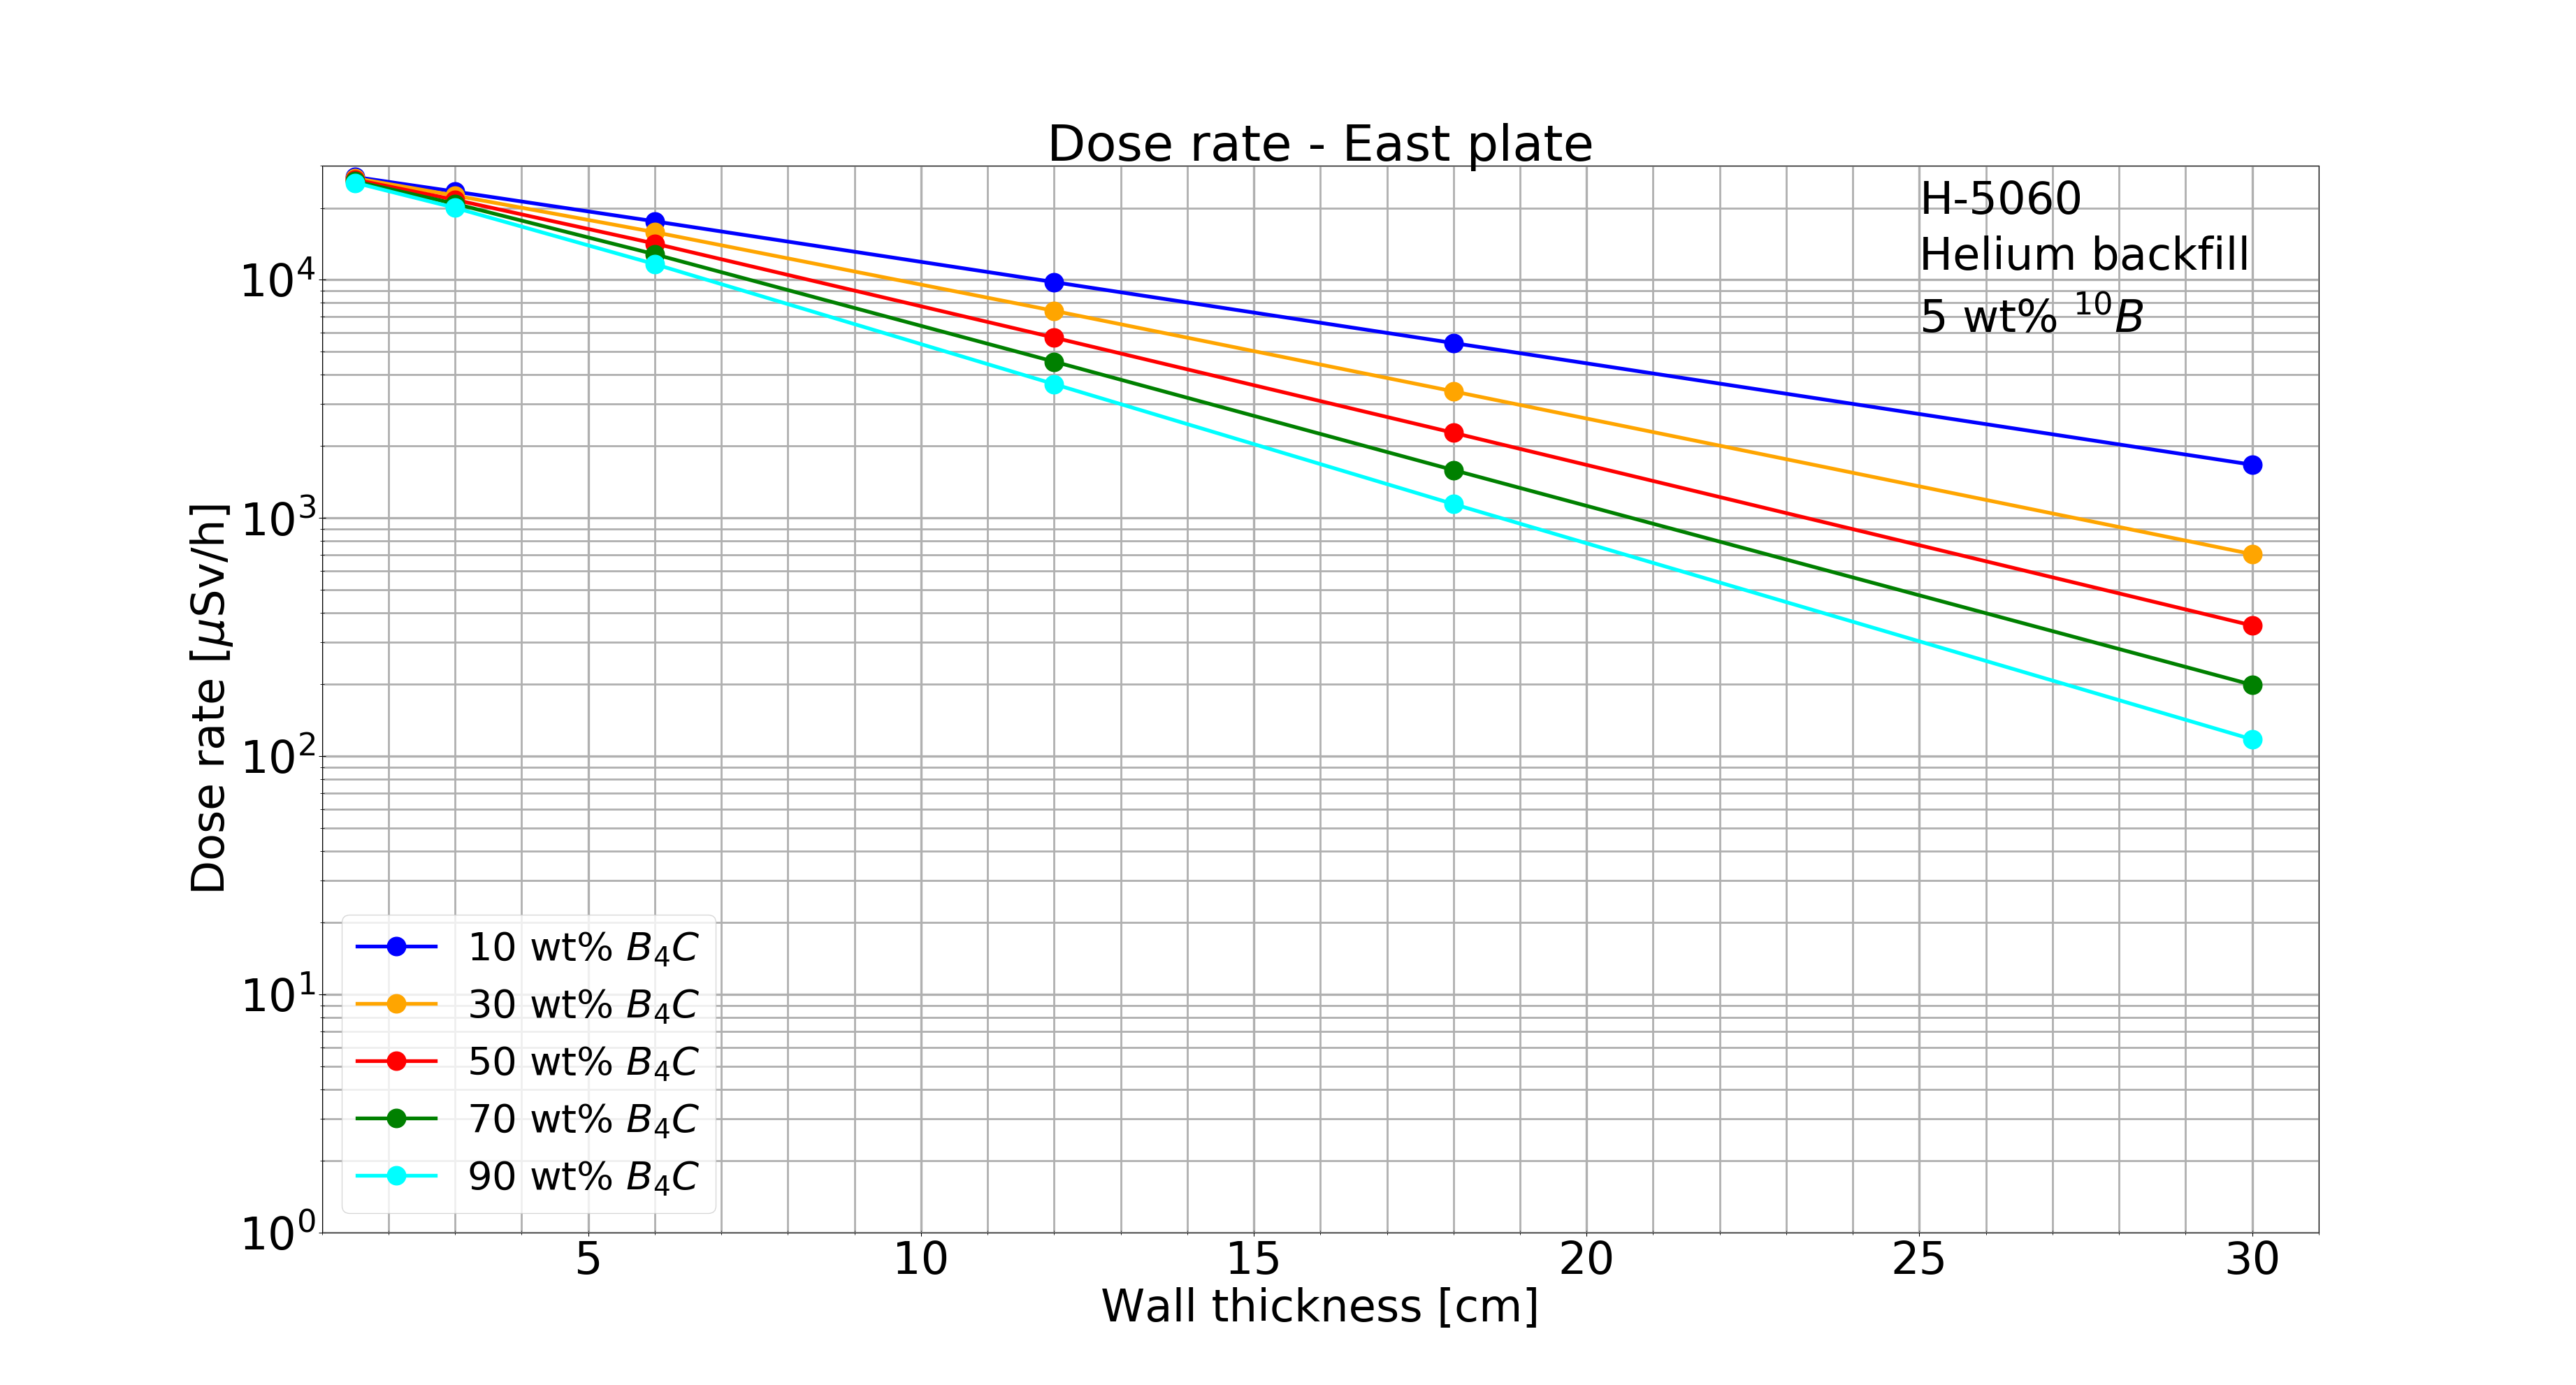 Dose rate - East plate
H-5060
Helium backfill
5 wt% ¹⁰B
Dose rate [μSv/h]
10⁴
10³
10²
10¹
10⁰
10 wt% B₄C
30 wt% B₄C
50 wt% B₄C
70 wt% B₄C
90 wt% B₄C
5 10 15 20 25 30
Wall thickness [cm]